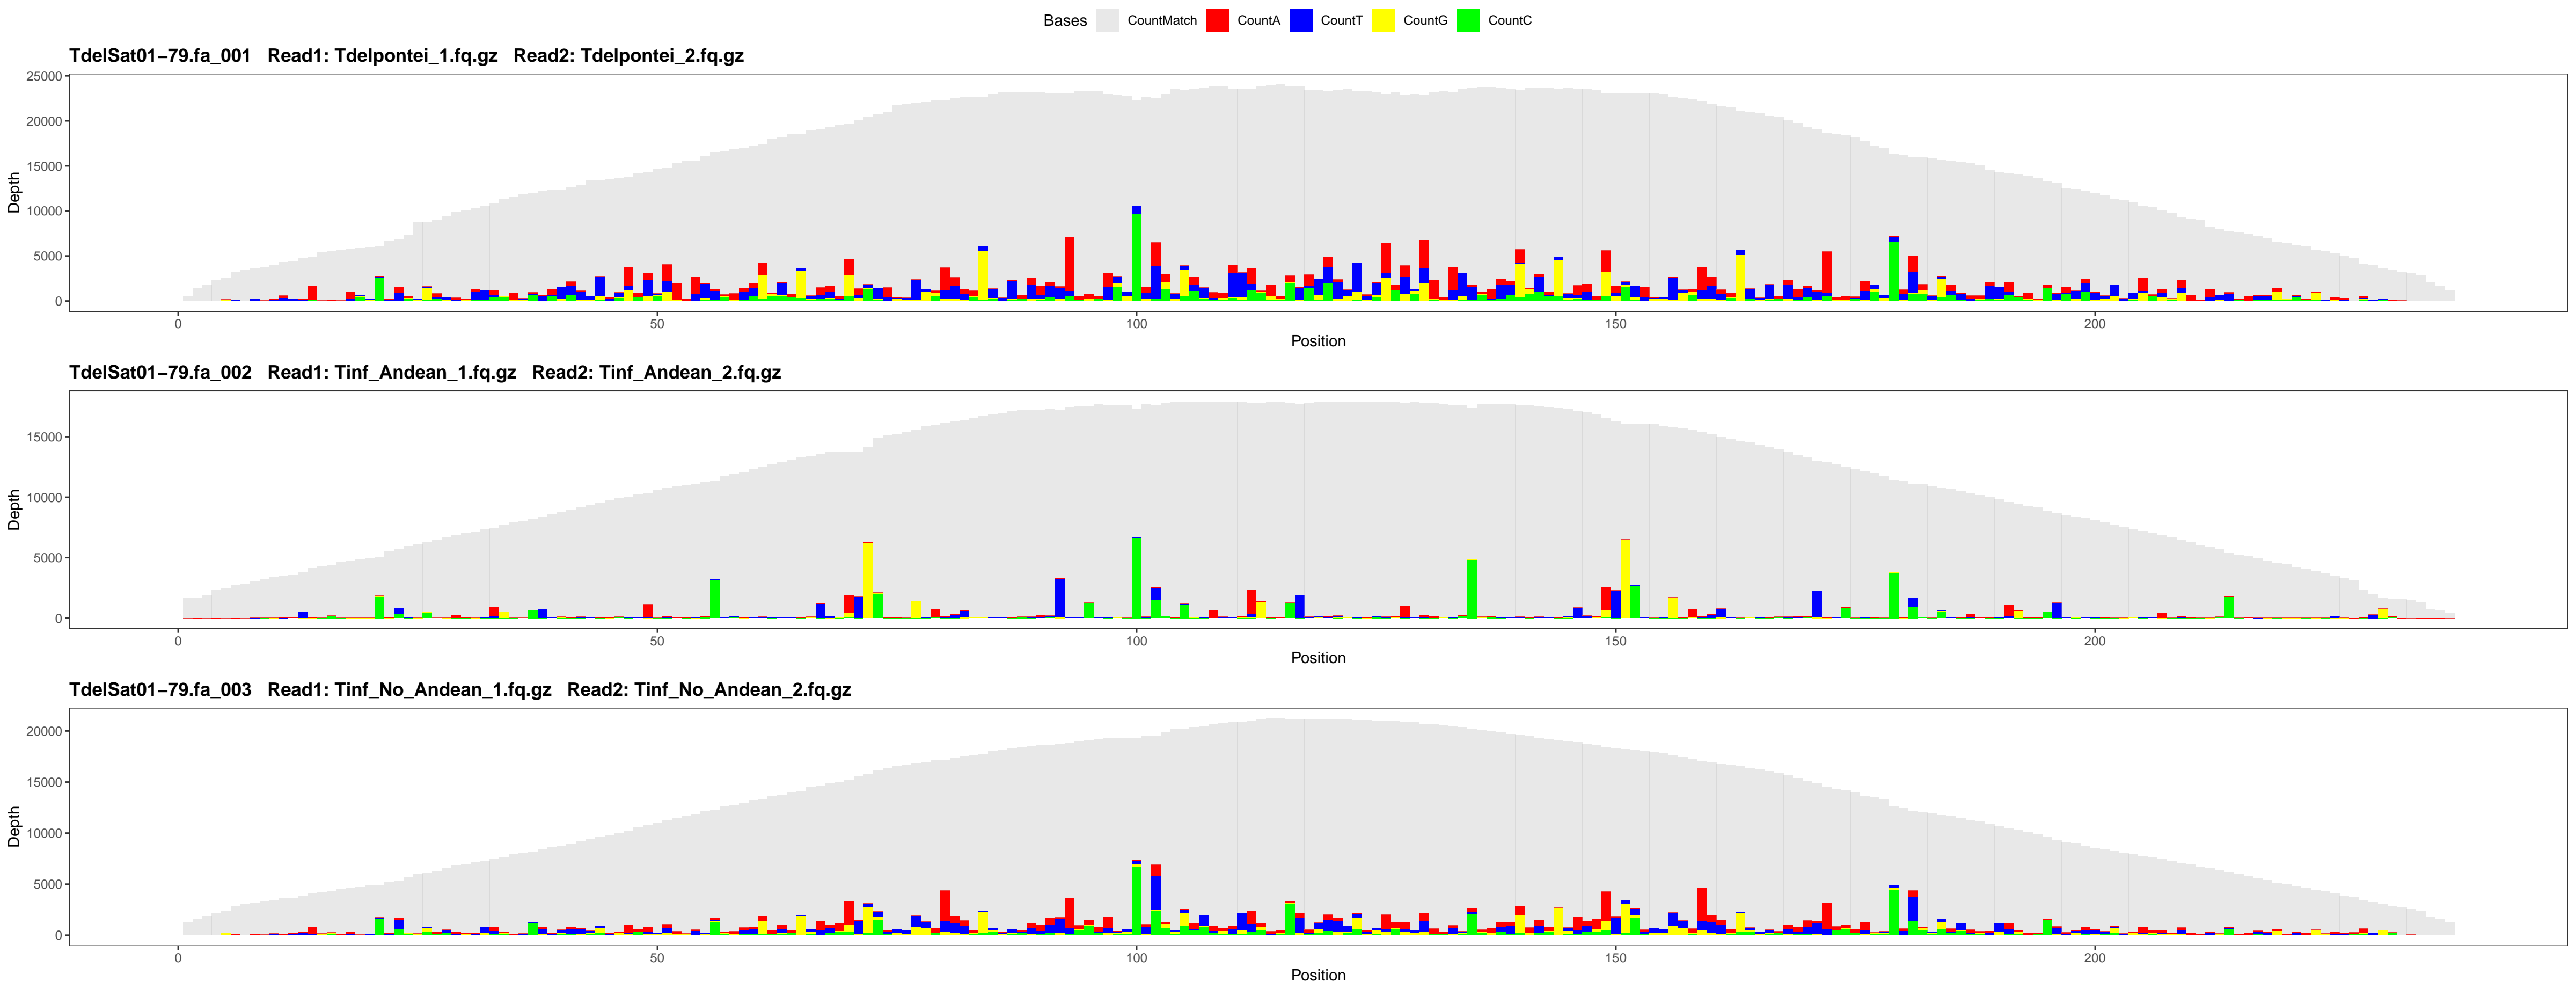 Bases CountMatch CountA CountT CountG CountC
TdelSat01−79.fa_001 Read1: Tdelpontei_1.fq.gz Read2: Tdelpontei_2.fq.gz
25000
20000
15000
10000
5000
0
Depth
0 50 100 150 200
Position
TdelSat01−79.fa_002 Read1: Tinf_Andean_1.fq.gz Read2: Tinf_Andean_2.fq.gz
15000
10000
5000
0
Depth
0 50 100 150 200
Position
TdelSat01−79.fa_003 Read1: Tinf_No_Andean_1.fq.gz Read2: Tinf_No_Andean_2.fq.gz
20000
15000
10000
5000
0
Depth
0 50 100 150 200
Position